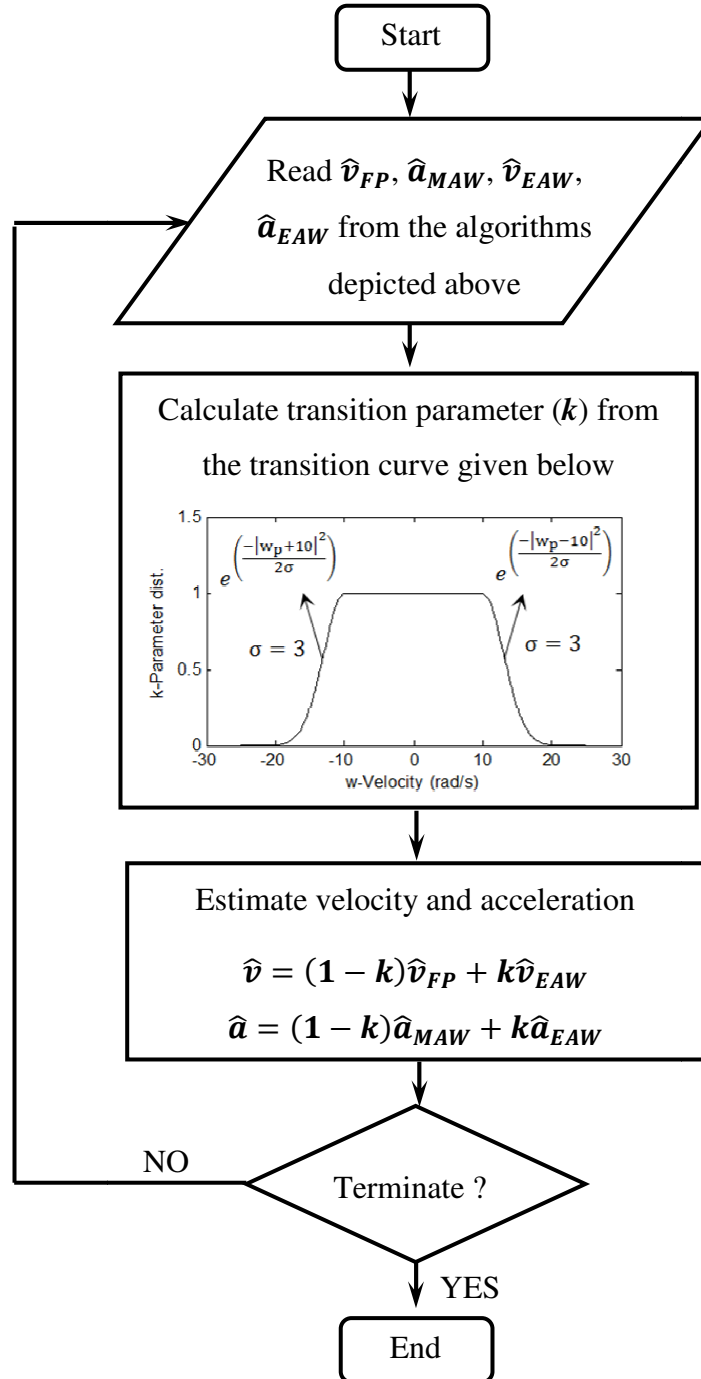 Start
Read v̂_FP, â_MAW, v̂_EAW,
â_EAW from the algorithms
depicted above
Calculate transition parameter (k) from
the transition curve given below
1.5
1
0.5
0
k-Parameter dist.
e^(-|w_p+10|^2/2σ)
e^(-|w_p-10|^2/2σ)
σ = 3
σ = 3
-30 -20 -10 0 10 20 30
w-Velocity (rad/s)
Estimate velocity and acceleration
v̂ = (1 − k)v̂_FP + kv̂_EAW
â = (1 − k)â_MAW + kâ_EAW
NO
Terminate ?
YES
End